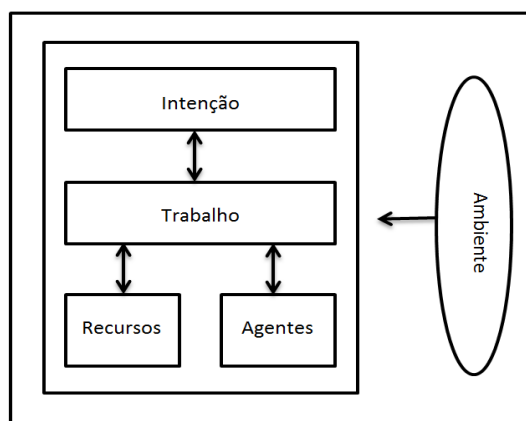 Intenção
Trabalho
Recursos
Agentes
Ambiente